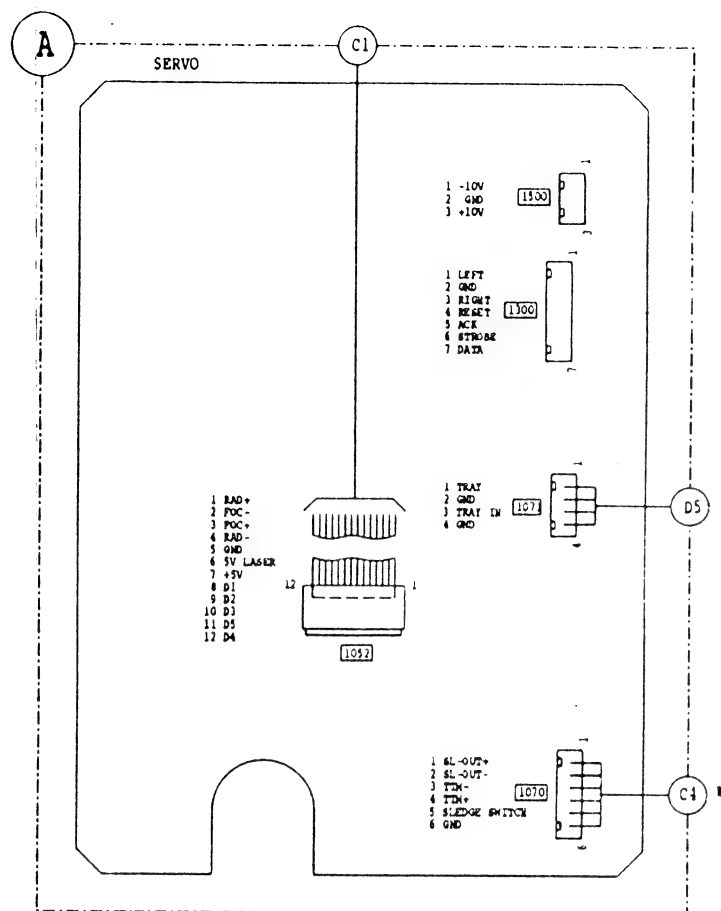 A
C1
SERVO
1 -10V
2 GND
3 +10V
1500
1
3
1 LEFT
2 GND
3 RIGHT
4 RESET
5 ACK
6 STROBE
7 DATA
1300
1
7
1 TRAY
2 GND
3 TRAY IN
4 GND
1071
1
4
D5
1 RAD+
2 FOC-
3 FOC+
4 RAD-
5 GND
6 5V LASER
7 +5V
8 D1
9 D2
10 D3
11 D5
12 D4
12
1
1052
1 SL-OUT+
2 SL-OUT-
3 TTM-
4 TTM+
5 SLEDGE SWITCH
6 GND
1070
1
6
C4